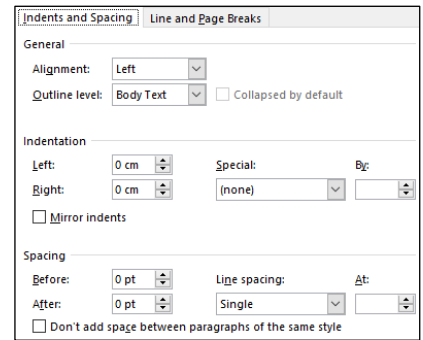 Indents and Spacing Line and Page Breaks
General
Alignment: Left
Outline level: Body Text Collapsed by default
Indentation
Left: 0 cm Special: By:
Right: 0 cm (none)
Mirror indents
Spacing
Before: 0 pt Line spacing: At:
After: 0 pt Single
Don't add space between paragraphs of the same style